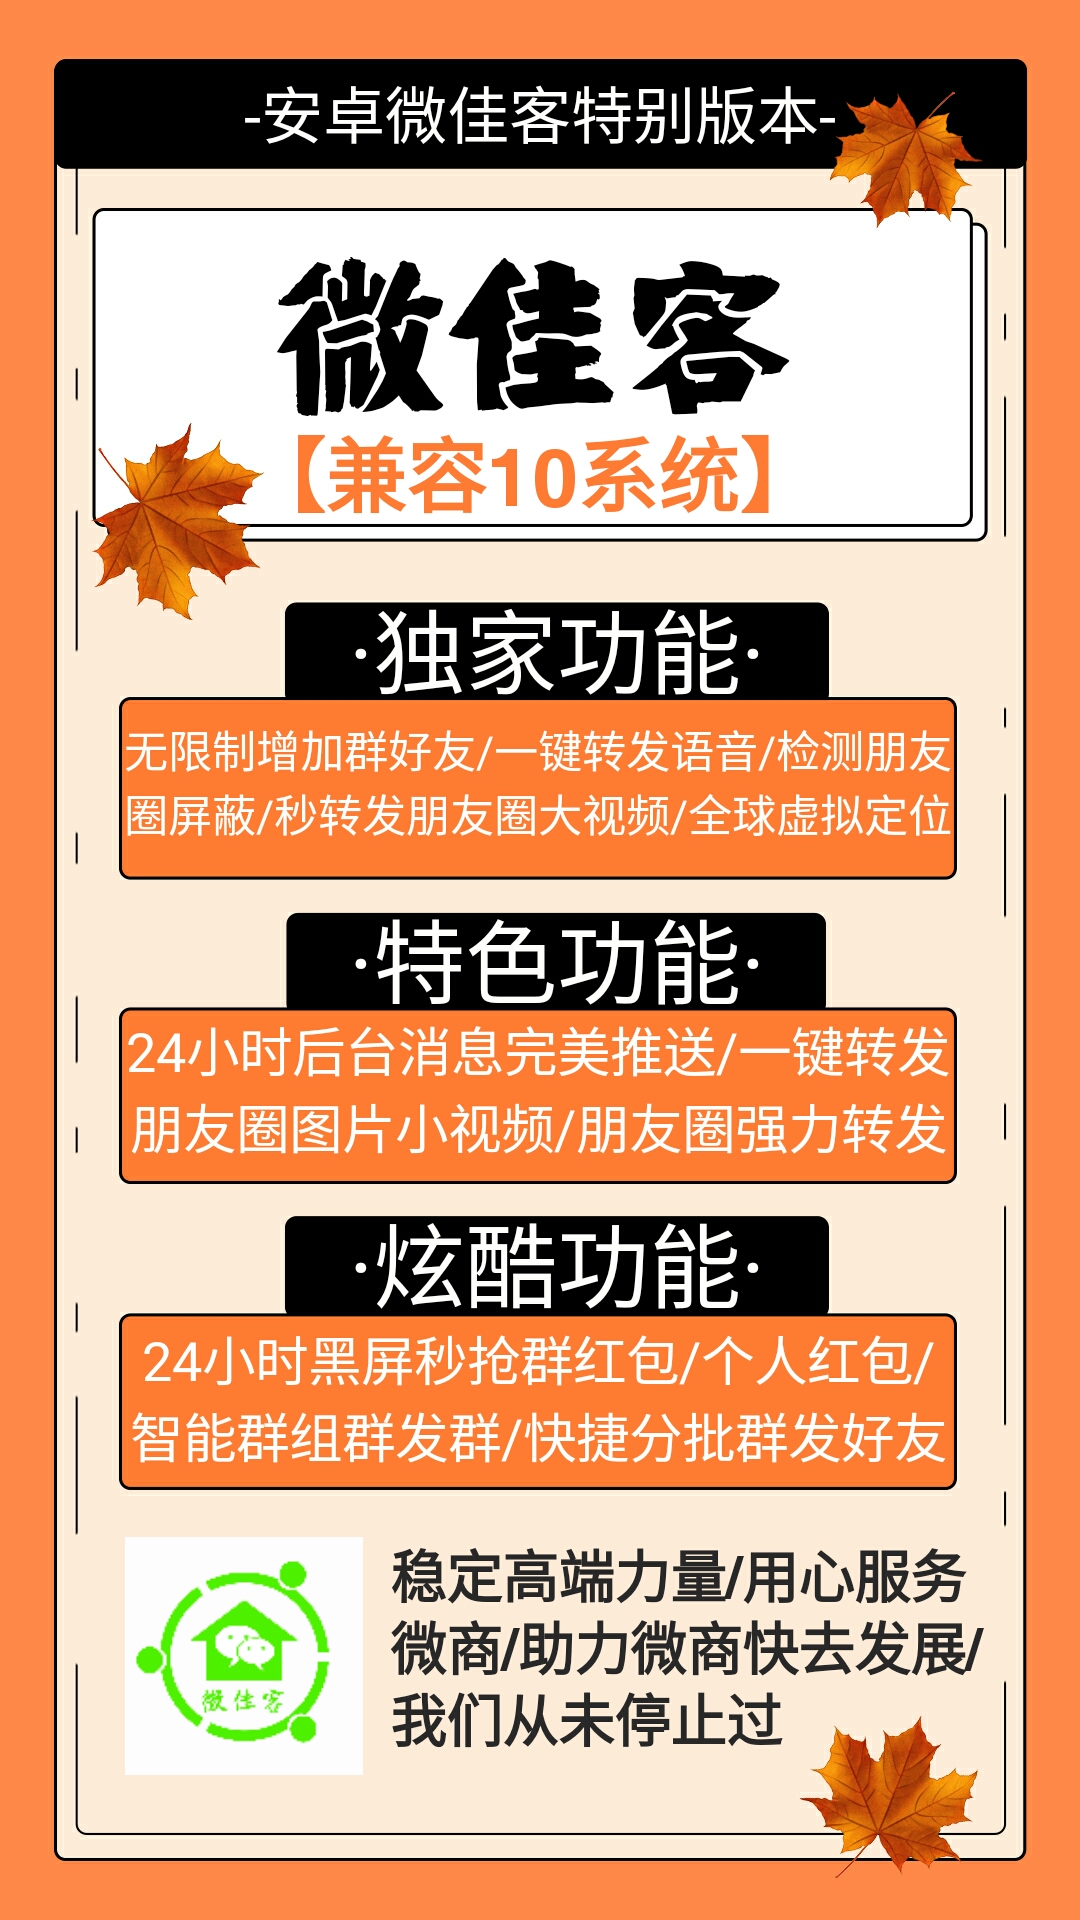 -安卓微佳客特别版本-
微佳客
【兼容10系统】
·独家功能·
无限制增加群好友/一键转发语音/检测朋友
圈屏蔽/秒转发朋友圈大视频/全球虚拟定位
·特色功能·
24小时后台消息完美推送/一键转发
朋友圈图片小视频/朋友圈强力转发
·炫酷功能·
24小时黑屏秒抢群红包/个人红包/
智能群组群发群/快捷分批群发好友
微佳客
稳定高端力量/用心服务
微商/助力微商快去发展/
我们从未停止过